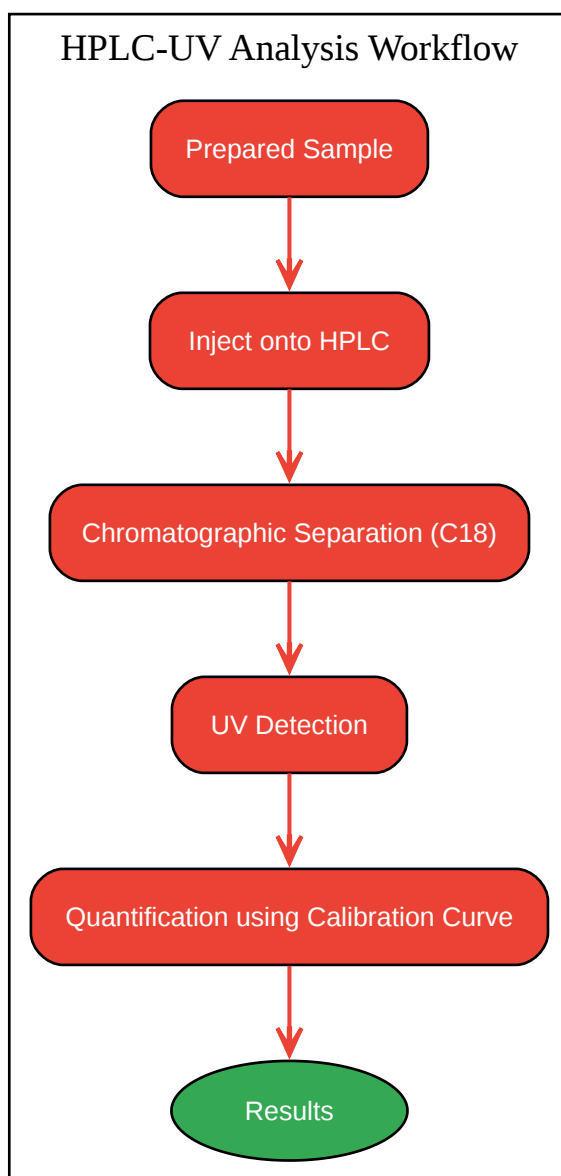 HPLC-UV Analysis Workflow
Prepared Sample
Inject onto HPLC
Chromatographic Separation (C18)
UV Detection
Quantification using Calibration Curve
Results